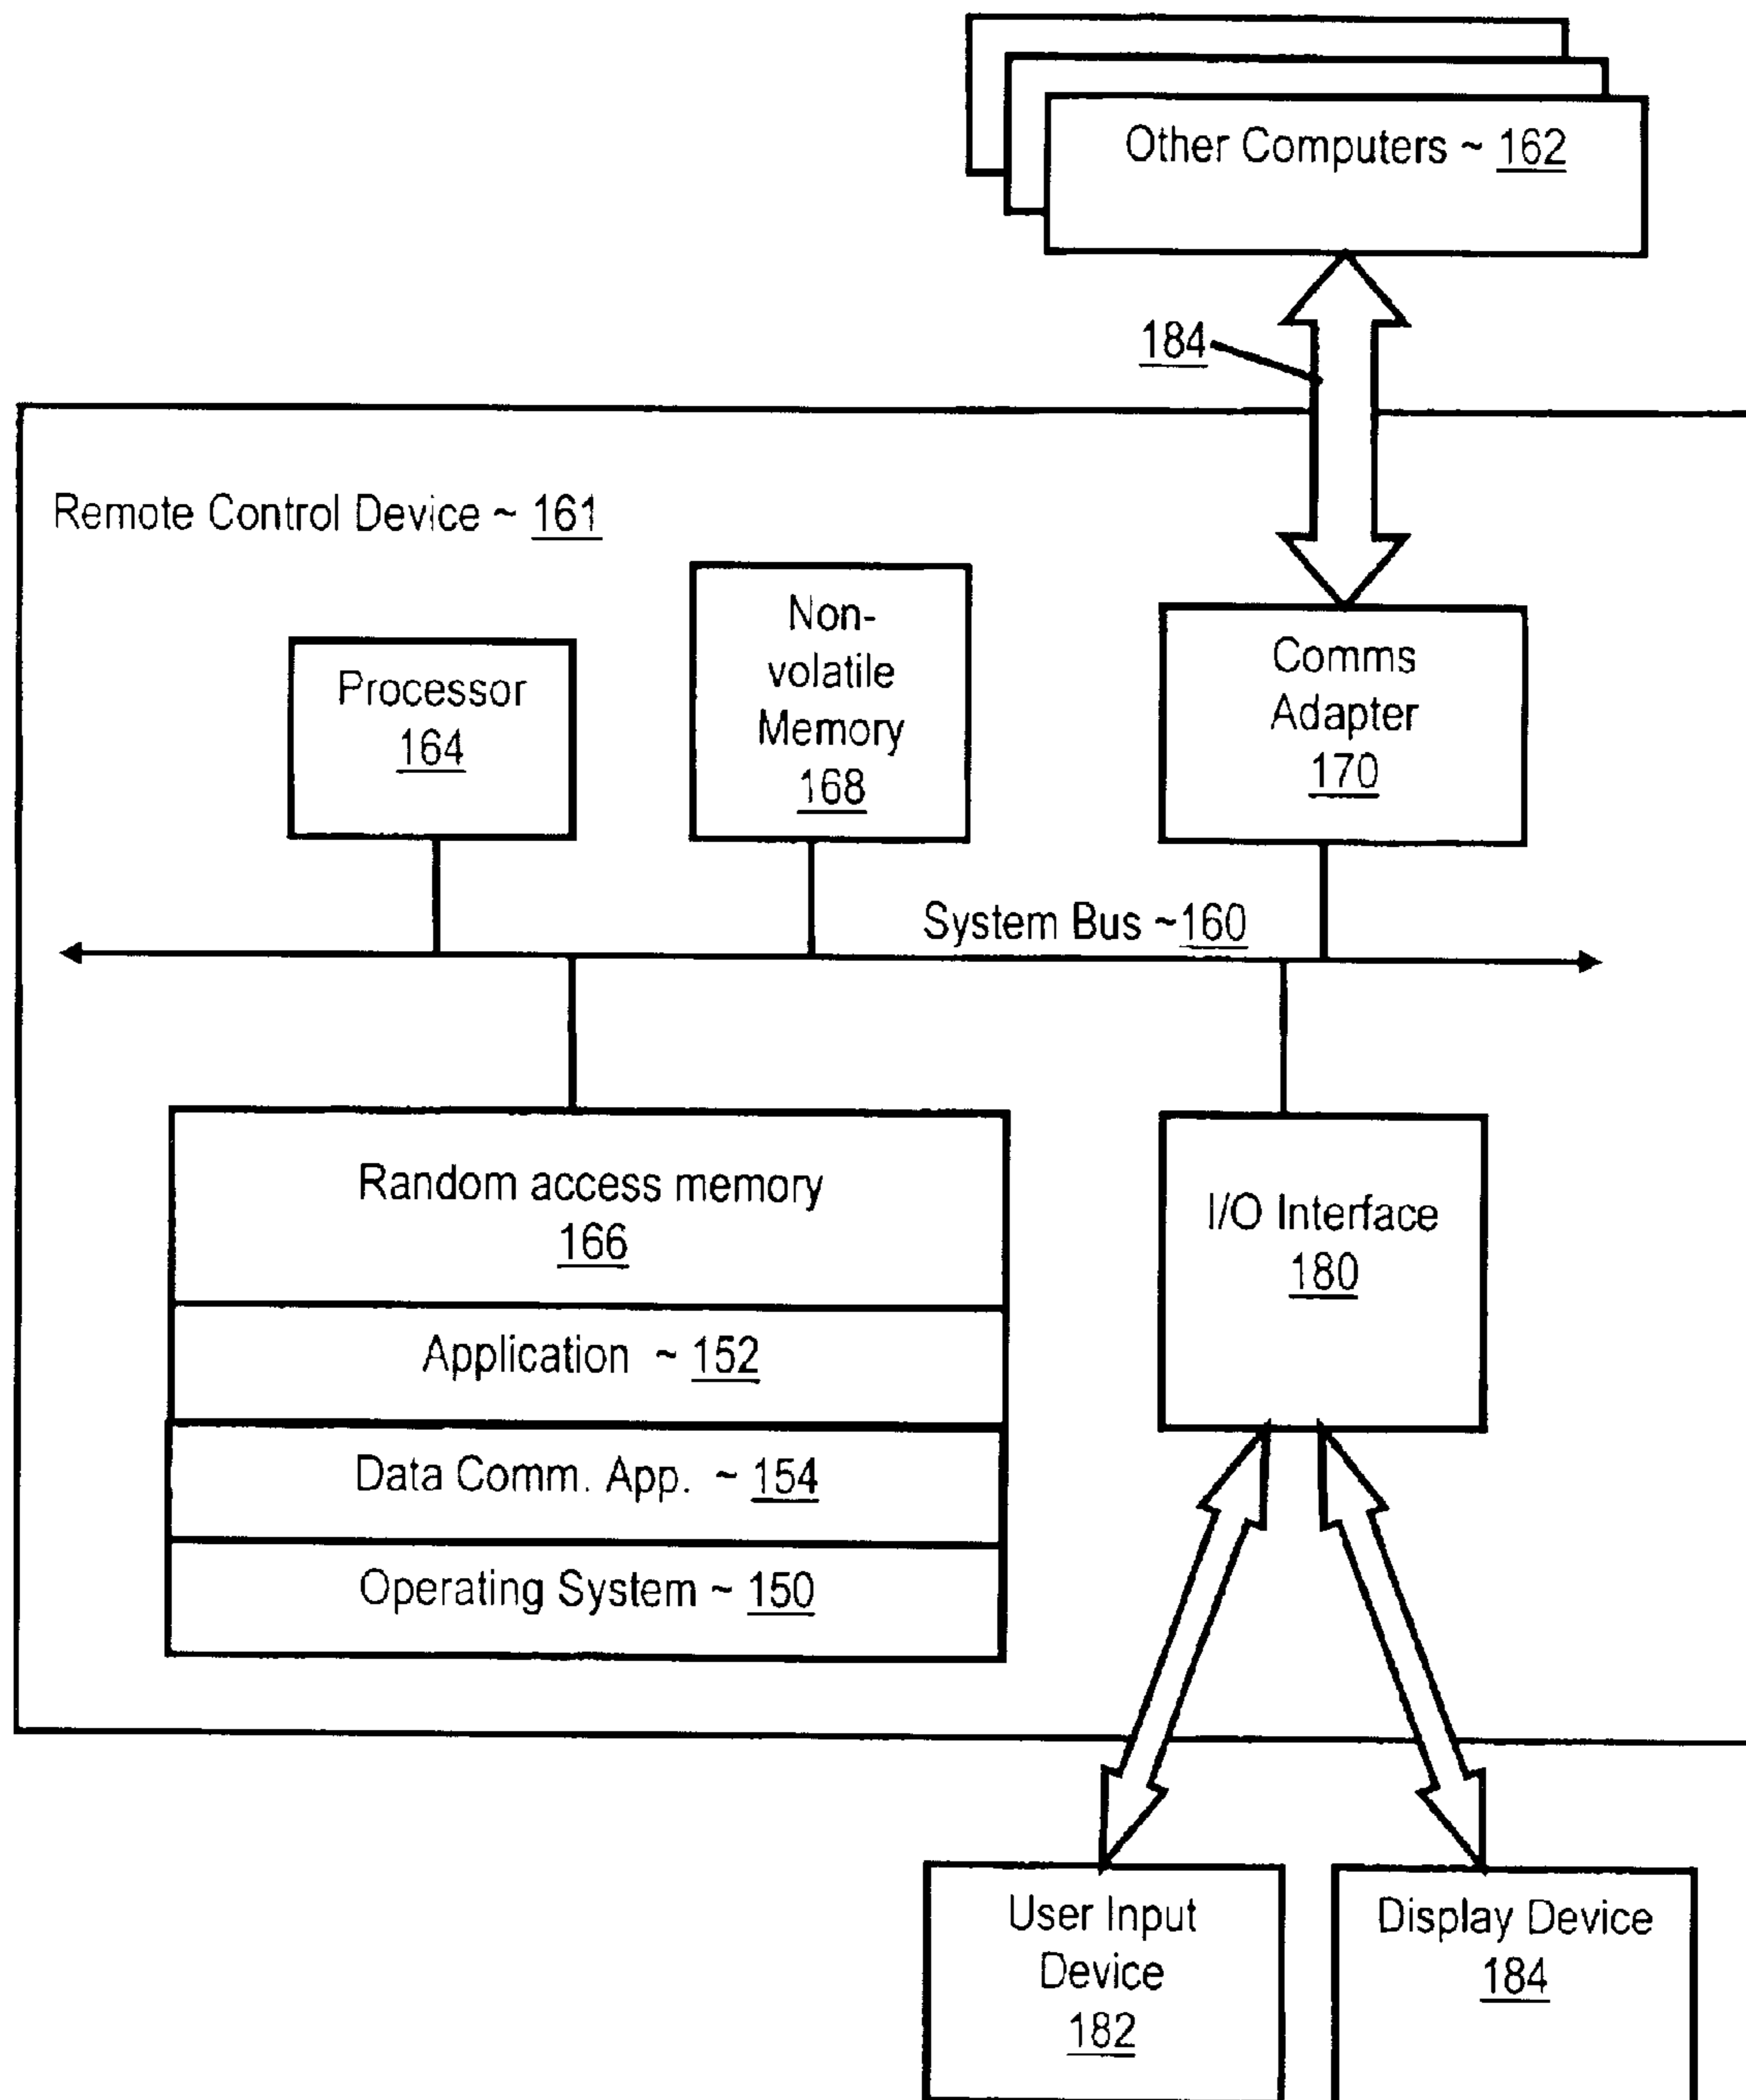 Other Computers ~ 162
184
Remote Control Device ~ 161
Processor
164
Non-
volatile
Memory
168
Comms
Adapter
170
System Bus ~160
Random access memory
166
Application ~ 152
Data Comm. App. ~ 154
Operating System ~ 150
I/O Interface
180
User Input
Device
182
Display Device
184